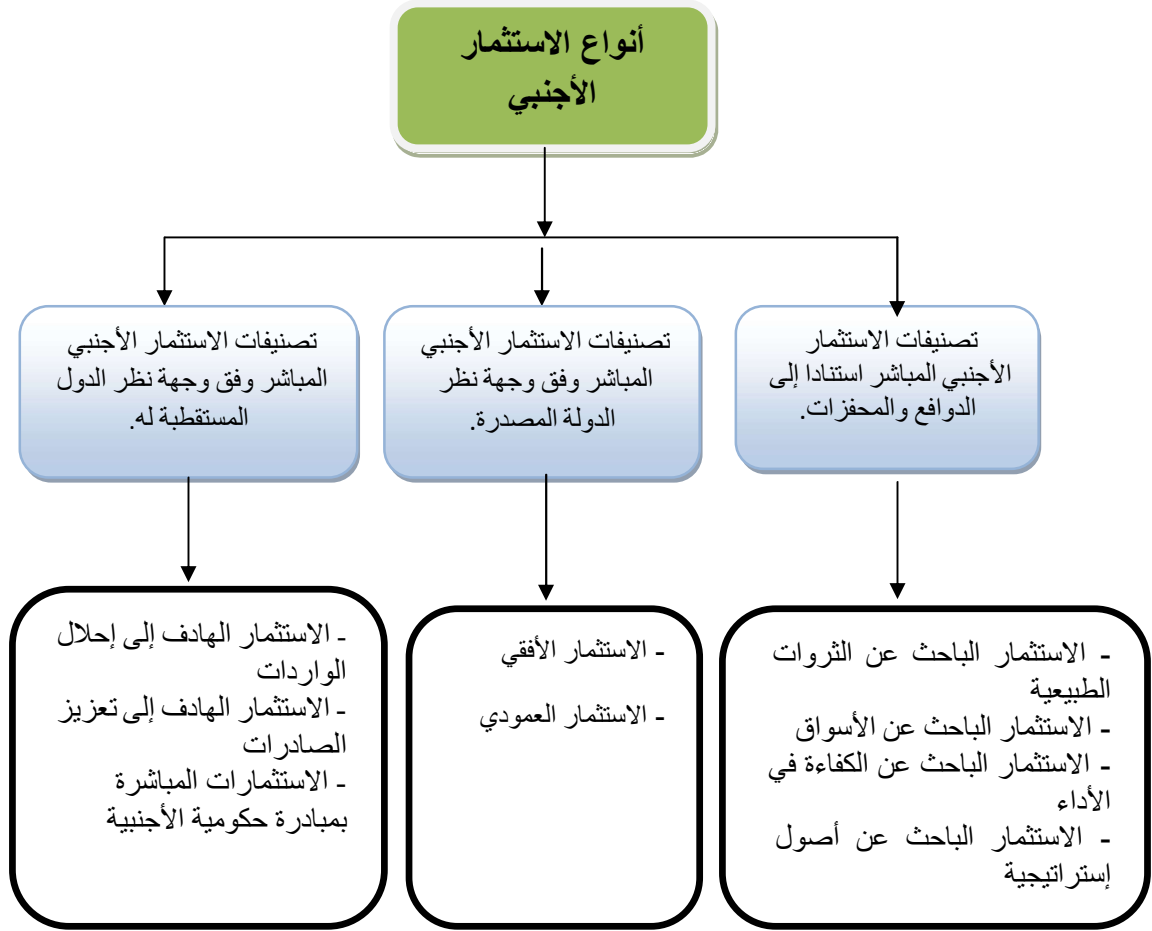 أنواع الاستثمار
الأجنبي
تصنيفات الاستثمار
الأجنبي المباشر استنادا إلى
الدوافع والمحفزات.
تصنيفات الاستثمار الأجنبي
المباشر وفق وجهة نظر
الدولة المصدرة.
تصنيفات الاستثمار الأجنبي
المباشر وفق وجهة نظر الدول
المستقطبة له.
- الاستثمار الباحث عن الثروات
الطبيعية
- الاستثمار الباحث عن الأسواق
- الاستثمار الباحث عن الكفاءة في
الأداء
- الاستثمار الباحث عن أصول
إستراتيجية
- الاستثمار الأفقي
- الاستثمار العمودي
- الاستثمار الهادف إلى إحلال
الواردات
- الاستثمار الهادف إلى تعزيز
الصادرات
- الاستثمارات المباشرة
بمبادرة حكومية الأجنبية